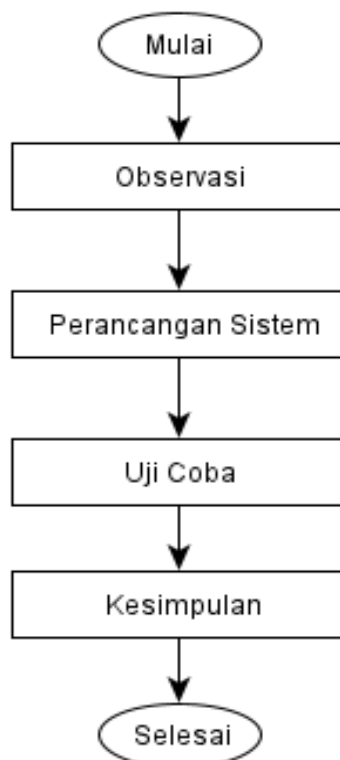 Mulai
Observasi
Perancangan Sistem
Uji Coba
Kesimpulan
Selesai